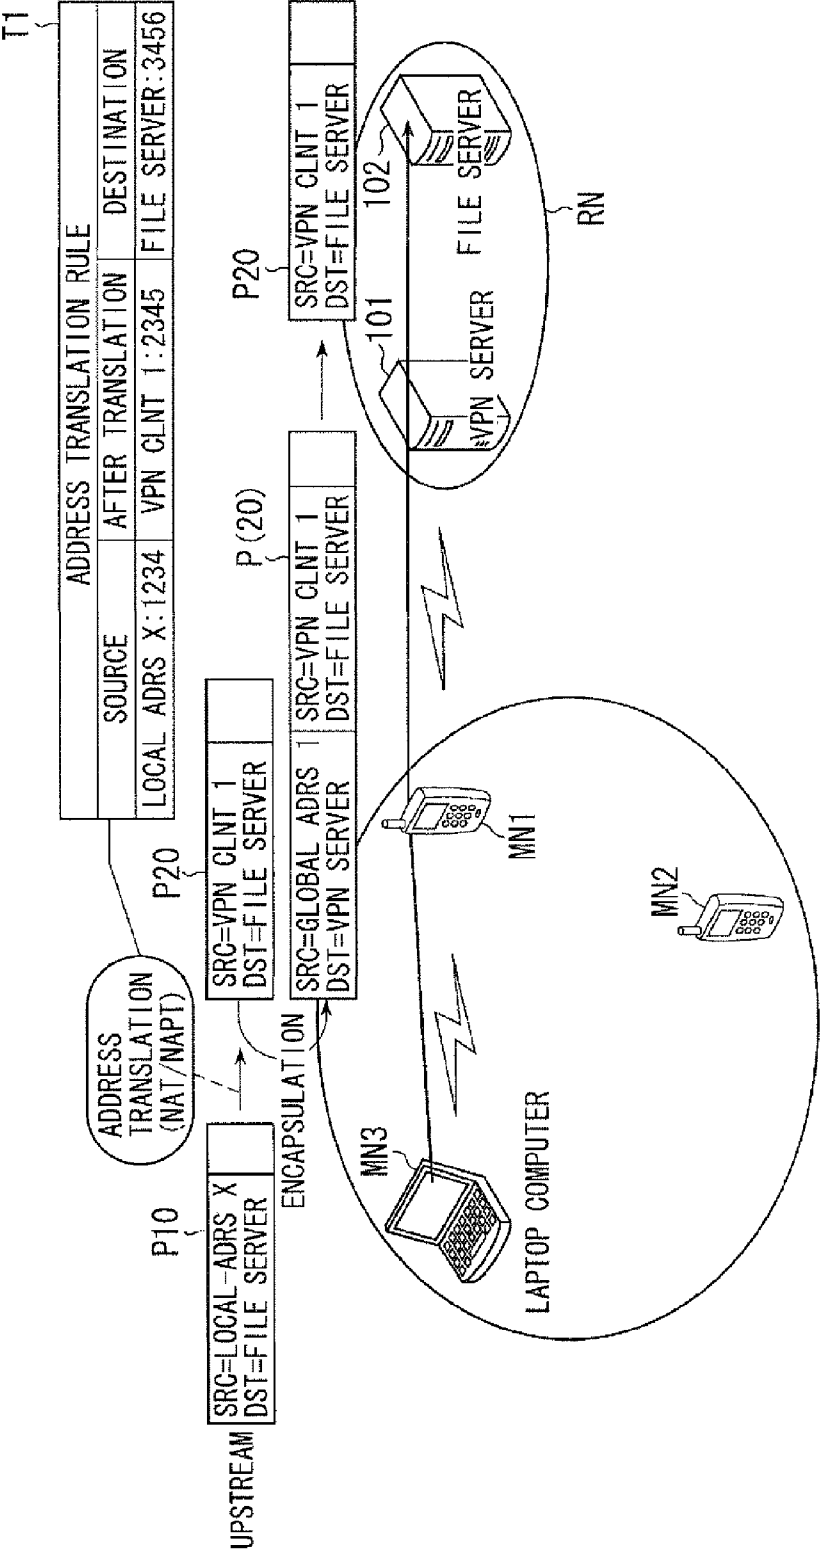 T1
ADDRESS TRANSLATION RULE
SOURCE
AFTER TRANSLATION
DESTINATION
LOCAL ADRS X:1234
VPN CLNT 1:2345
FILE SERVER:3456
ADDRESS
TRANSLATION
(NAT/NAPT)
UPSTREAM
P10
SRC=LOCAL-ADRS X
DST=FILE SERVER
P20
SRC=VPN CLNT 1
DST=FILE SERVER
ENCAPSULATION
P(20)
SRC=GLOBAL ADRS 1
DST=VPN SERVER
SRC=VPN CLNT 1
DST=FILE SERVER
P20
SRC=VPN CLNT 1
DST=FILE SERVER
MN3
LAPTOP COMPUTER
MN1
MN2
101
VPN SERVER
102
FILE SERVER
RN